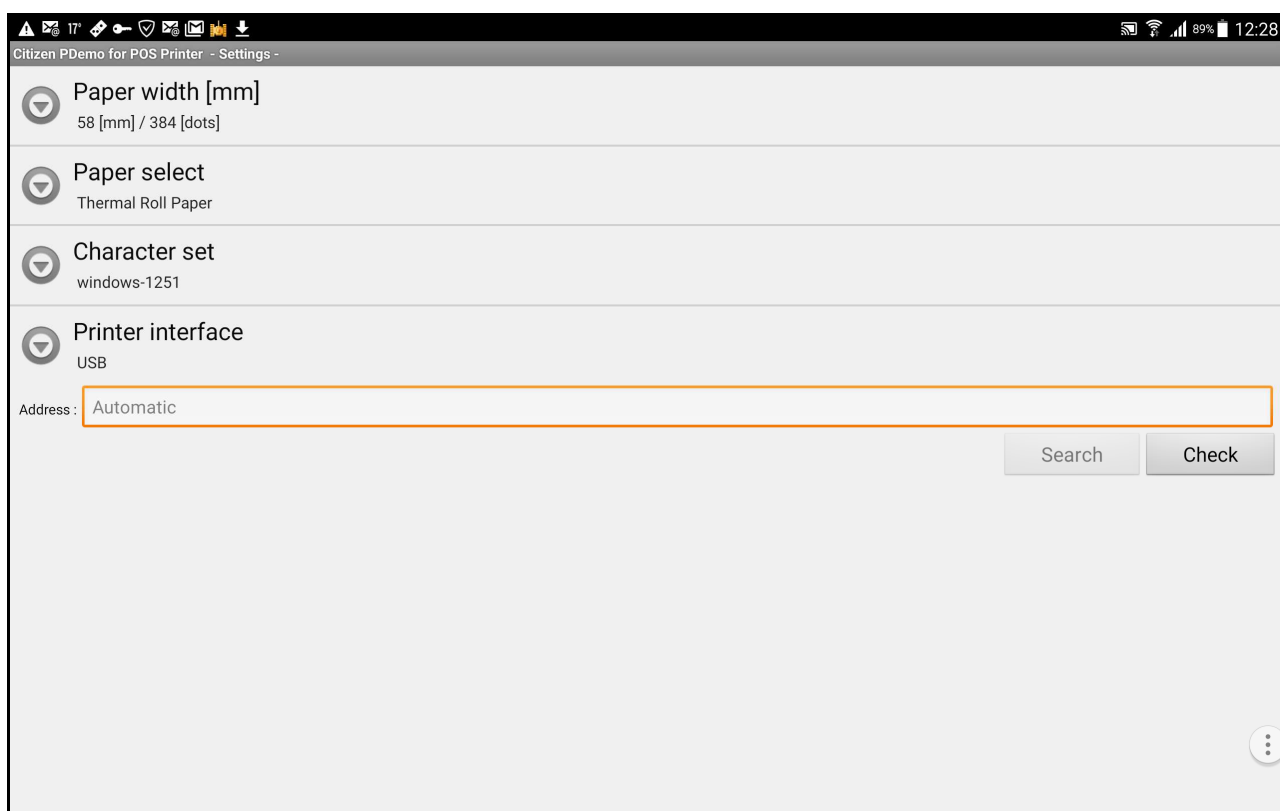 17° 89% 12:28
Citizen PDemo for POS Printer - Settings -
Paper width [mm]
58 [mm] / 384 [dots]
Paper select
Thermal Roll Paper
Character set
windows-1251
Printer interface
USB
Address : Automatic
Search Check